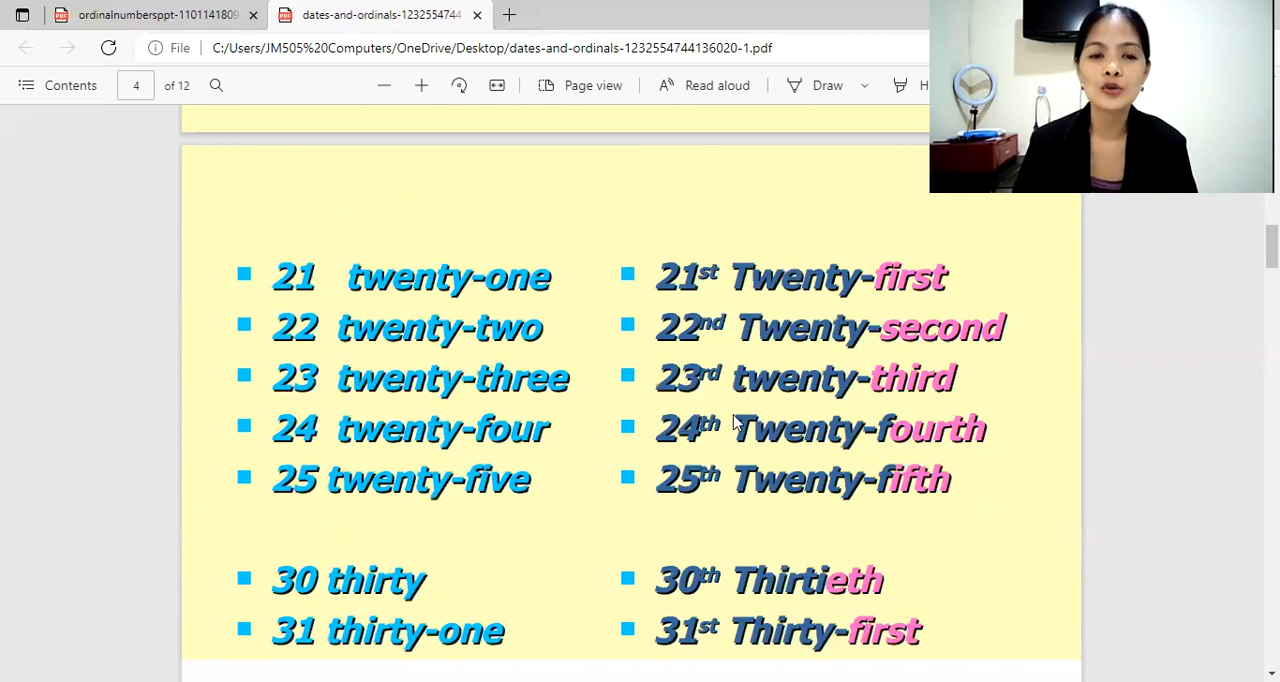 ordinalnumbersppt-1101141809
dates-and-ordinals-1232554744
File
C:/Users/JM505%20Computers/OneDrive/Desktop/dates-and-ordinals-1232554744136020-1.pdf
Contents
4 of 12
Page view
Read aloud
Draw
H
21 twenty-one
22 twenty-two
23 twenty-three
24 twenty-four
25 twenty-five
30 thirty
31 thirty-one
21st Twenty-first
22nd Twenty-second
23rd twenty-third
24th Twenty-fourth
25th Twenty-fifth
30th Thirtieth
31st Thirty-first